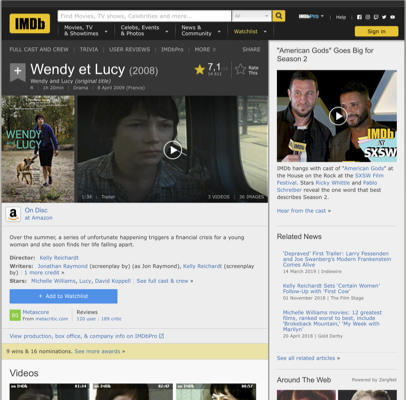 IMDb
Find Movies, TV shows, Celebrities and more...
All
IMDbPro
Help
Movies, TV & Showtimes
Celebs, Events & Photos
News & Community
Watchlist
Sign in
FULL CAST AND CREW | TRIVIA | USER REVIEWS | IMDbPro | MORE
SHARE
Wendy et Lucy (2008)
Wendy and Lucy (original title)
1h 20min | Drama | 8 April 2009 (France)
7,1
Rate This
WENDY
LUCY
1:34 | Trailer
3 VIDEOS | 36 IMAGES
On Disc
at Amazon
Over the summer, a series of unfortunate happening triggers a financial crisis for a young
woman and she soon finds her life falling apart.
Director: Kelly Reichardt
Writers: Jonathan Raymond (screenplay by) (as Jon Raymond), Kelly Reichardt (screenplay
by) | 1 more credit »
Stars: Michelle Williams, Lucy, David Koppell | See full cast & crew »
+ Add to Watchlist
80
Metascore
From metacritic.com
Reviews
120 user | 189 critic
View production, box office, & company info on IMDbPro
9 wins & 16 nominations. See more awards »
Videos
"American Gods" Goes Big for
Season 2
IMDb
at
SXSW
IMDb hangs with cast of "American Gods" at
the House on the Rock at the SXSW Film
Festival. Stars Ricky Whittle and Pablo
Schreiber reveal the one word that best
describes Season 2.
Hear from the cast »
Related News
'Depraved' First Trailer: Larry Fessenden
and Joe Swanberg's Modern Frankenstein
Comes Alive
14 March 2019 | Indiewire
Kelly Reichardt Sets 'Certain Women'
Follow-Up with 'First Cow'
01 November 2018 | The Film Stage
Michelle Williams movies: 12 greatest
films, ranked worst to best, include
'Brokeback Mountain,' 'My Week with
Marilyn'
20 April 2018 | Gold Derby
See all related articles »
Around The Web
Powered by ZergNet